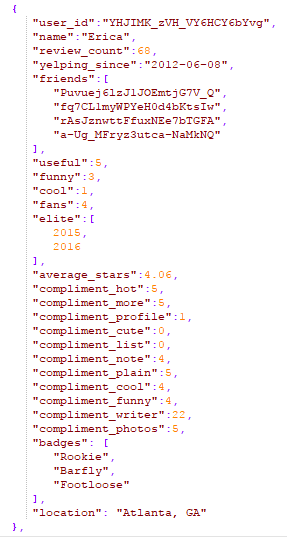 {
"user_id":"YHJIMK_zVH_VY6HCY6bYvg",
"name":"Erica",
"review_count":68,
"yelping_since":"2012-06-08",
"friends":[
"Puvuej6lzJ1JOEmtjG7V_Q",
"fq7CLlmyWPYeH0d4bKtsIw",
"rAsJznwttFfuxNEe7bTGFA",
"a-Ug_MFryz3utca-NaMkNQ"
],
"useful":5,
"funny":3,
"cool":1,
"fans":4,
"elite":[
2015,
2016
],
"average_stars":4.06,
"compliment_hot":5,
"compliment_more":5,
"compliment_profile":1,
"compliment_cute":0,
"compliment_list":0,
"compliment_note":4,
"compliment_plain":5,
"compliment_cool":4,
"compliment_funny":4,
"compliment_writer":22,
"compliment_photos":5,
"badges": [
"Rookie",
"Barfly",
"Footloose"
],
"location": "Atlanta, GA"
},